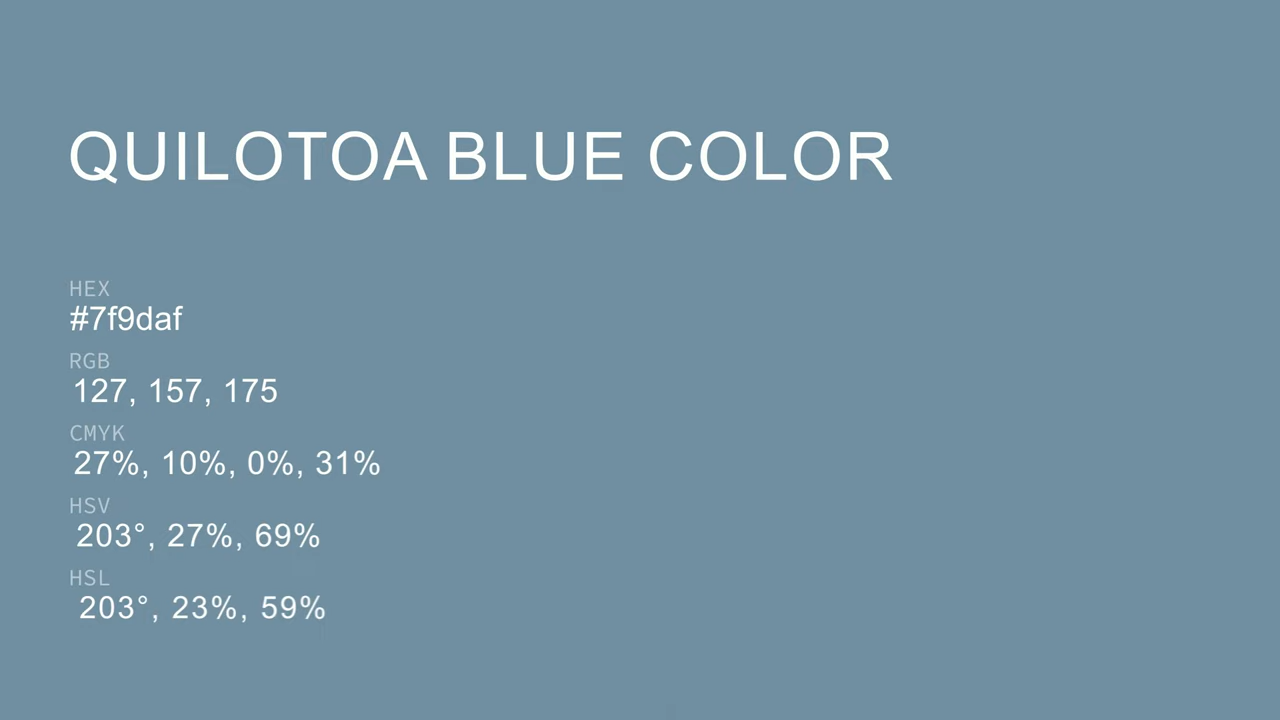 QUILOTOA BLUE COLOR
HEX
#7f9daf
RGB
127, 157, 175
CMYK
27%, 10%, 0%, 31%
HSV
203°, 27%, 69%
HSL
203°, 23%, 59%